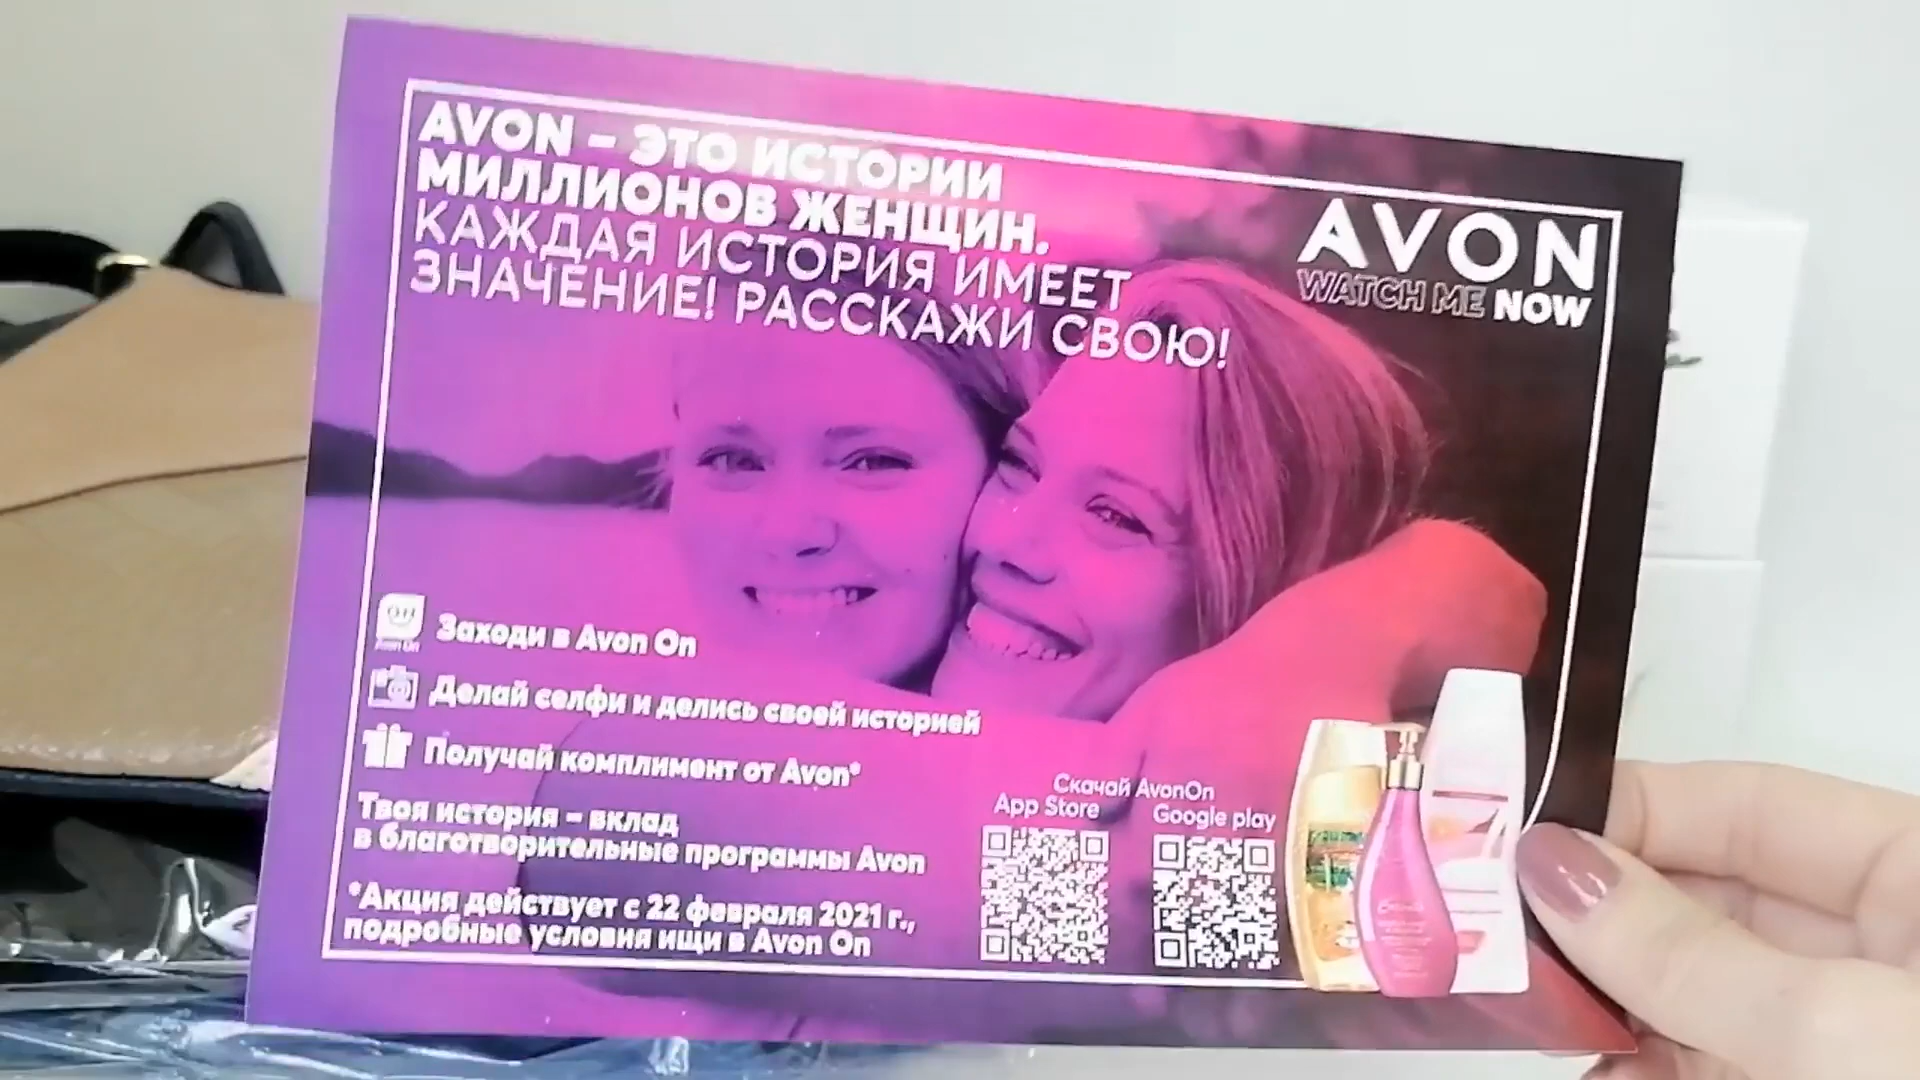 AVON – ЭТО ИСТОРИИ
МИЛЛИОНОВ ЖЕНЩИН.
КАЖДАЯ ИСТОРИЯ ИМЕЕТ
ЗНАЧЕНИЕ! РАССКАЖИ СВОЮ!
AVON
WATCH ME NOW
Заходи в Avon On
Делай селфи и делись своей историей
Получай комплимент от Avon*
Твоя история – вклад
в благотворительные программы Avon
*Акция действует с 22 февраля 2021 г.,
подробные условия ищи в Avon On
Скачай AvonOn
App Store
Google play